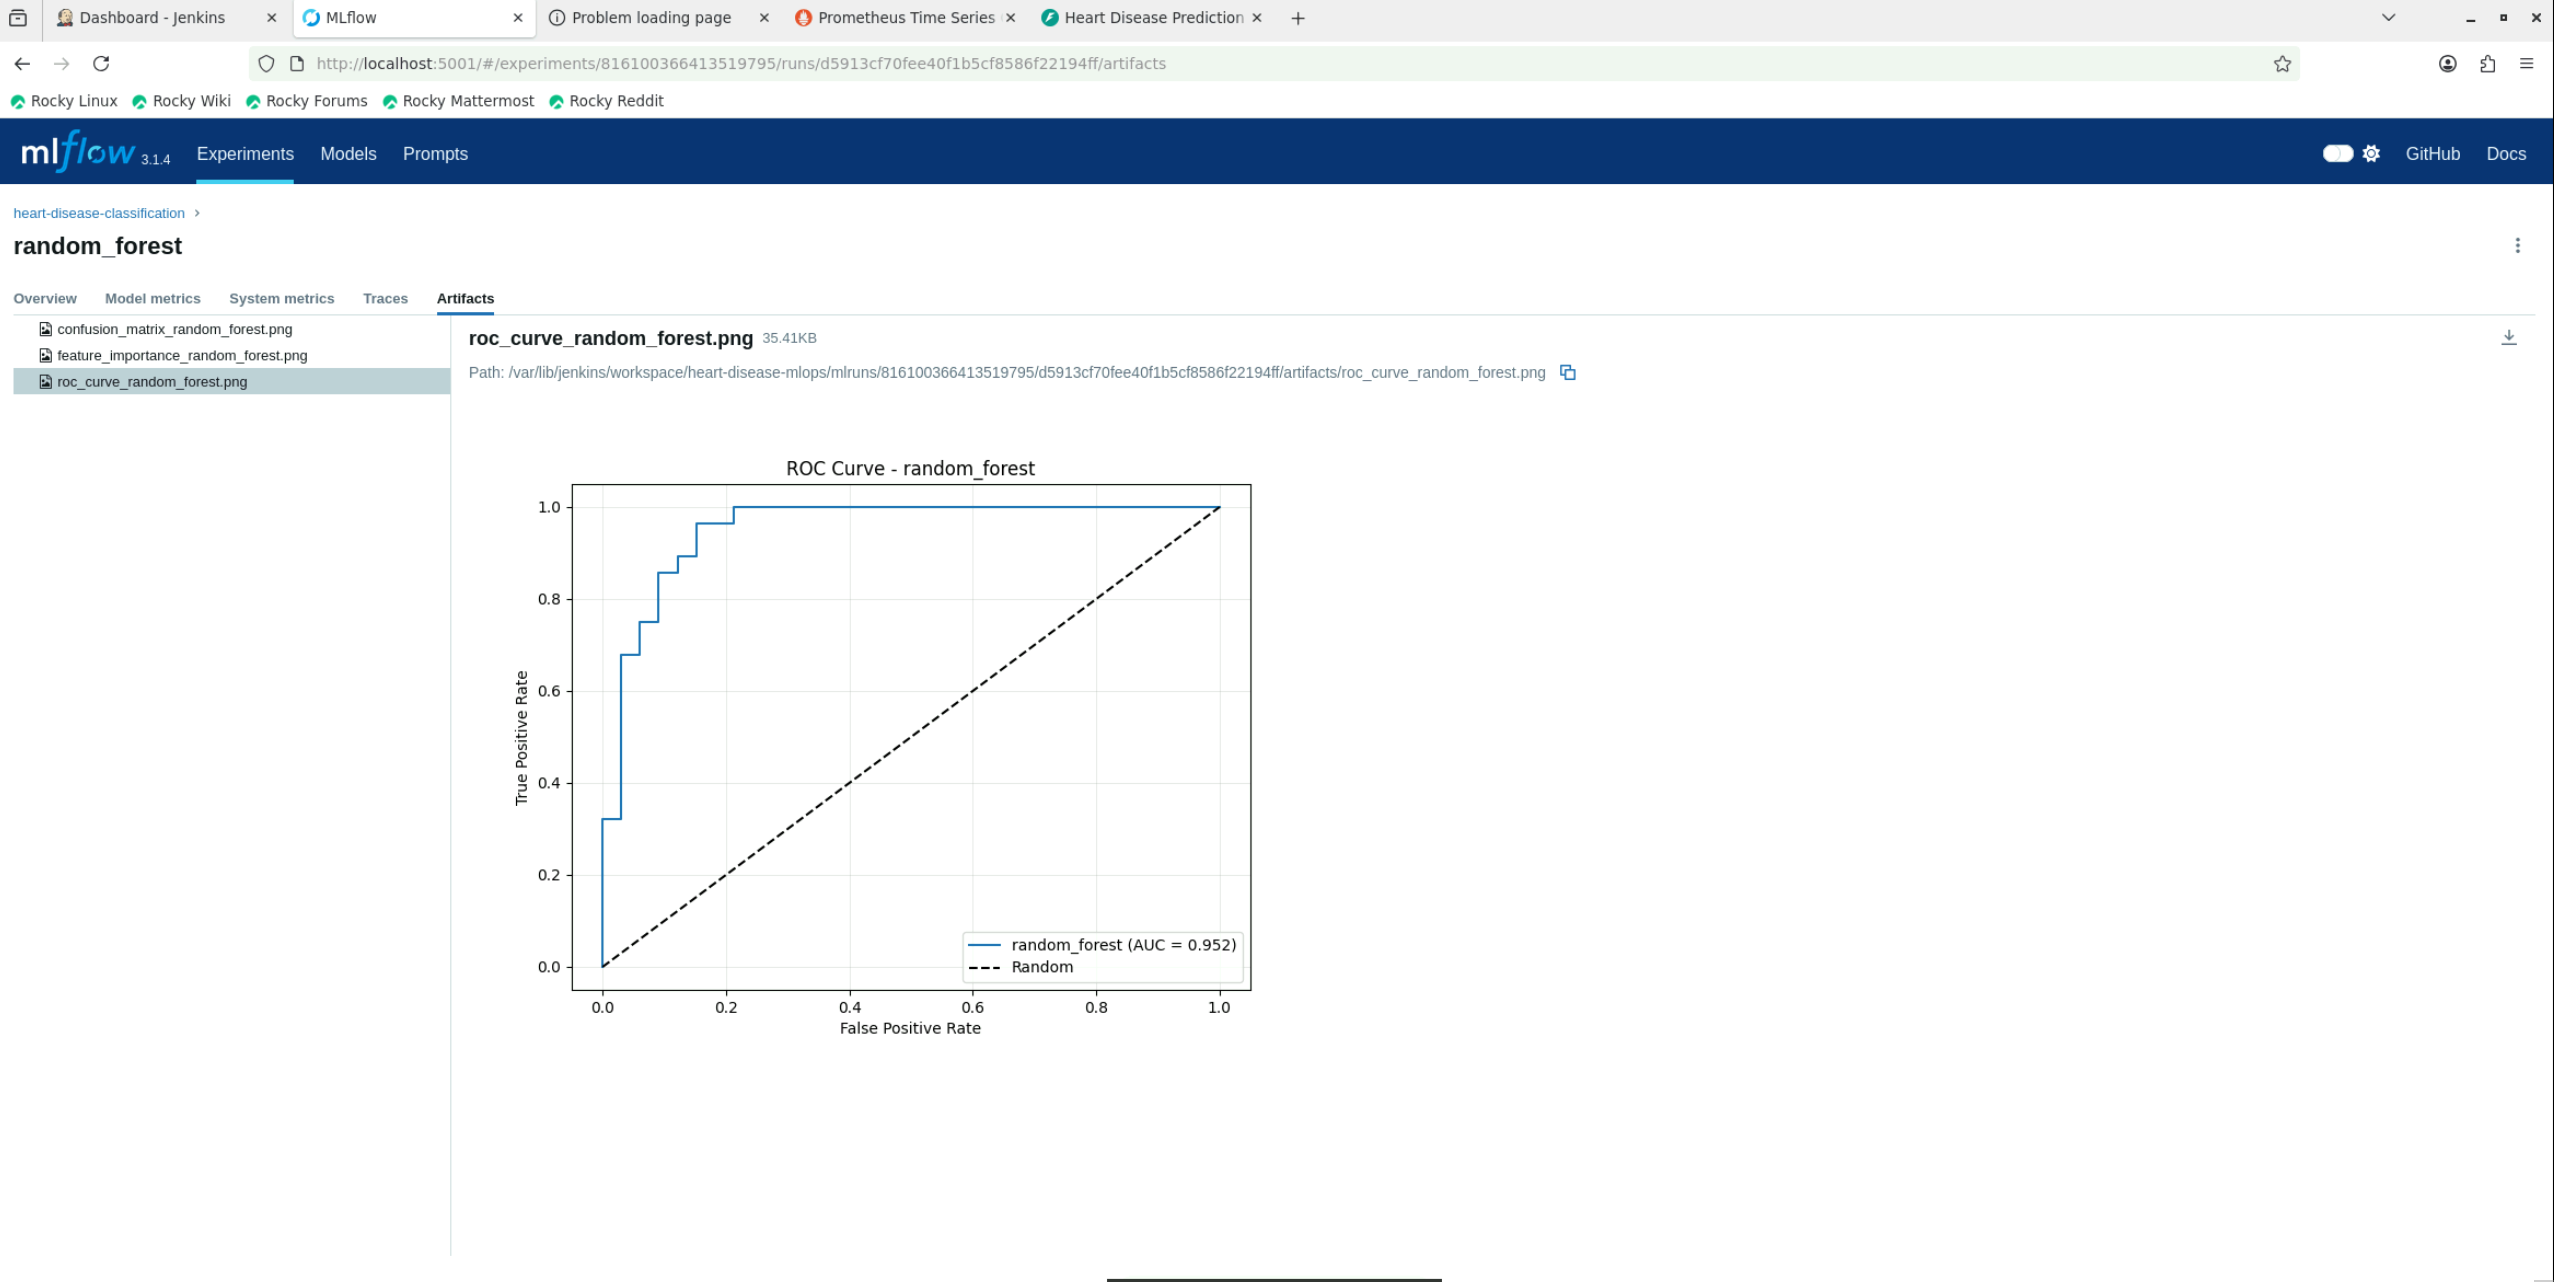 Dashboard - Jenkins
MLflow
Problem loading page
Prometheus Time Series
Heart Disease Prediction
http://localhost:5001/#/experiments/816100366413519795/runs/d5913cf70fee40f1b5cf8586f22194ff/artifacts
Rocky Linux Rocky Wiki Rocky Forums Rocky Mattermost Rocky Reddit
mlflow 3.1.4 Experiments Models Prompts GitHub Docs
heart-disease-classification
random_forest
Overview Model metrics System metrics Traces Artifacts
confusion_matrix_random_forest.png
feature_importance_random_forest.png
roc_curve_random_forest.png
roc_curve_random_forest.png 35.41KB
Path: /var/lib/jenkins/workspace/heart-disease-mlops/mlruns/816100366413519795/d5913cf70fee40f1b5cf8586f22194ff/artifacts/roc_curve_random_forest.png
ROC Curve - random_forest
1.0
0.8
0.6
0.4
0.2
0.0
True Positive Rate
random_forest (AUC = 0.952)
Random
0.0 0.2 0.4 0.6 0.8 1.0
False Positive Rate